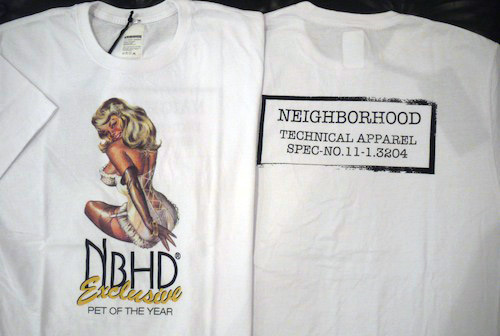 NBHD®
Exclusive
PET OF THE YEAR
NEIGHBORHOOD
TECHNICAL APPAREL
SPEC-NO.11-1.3204